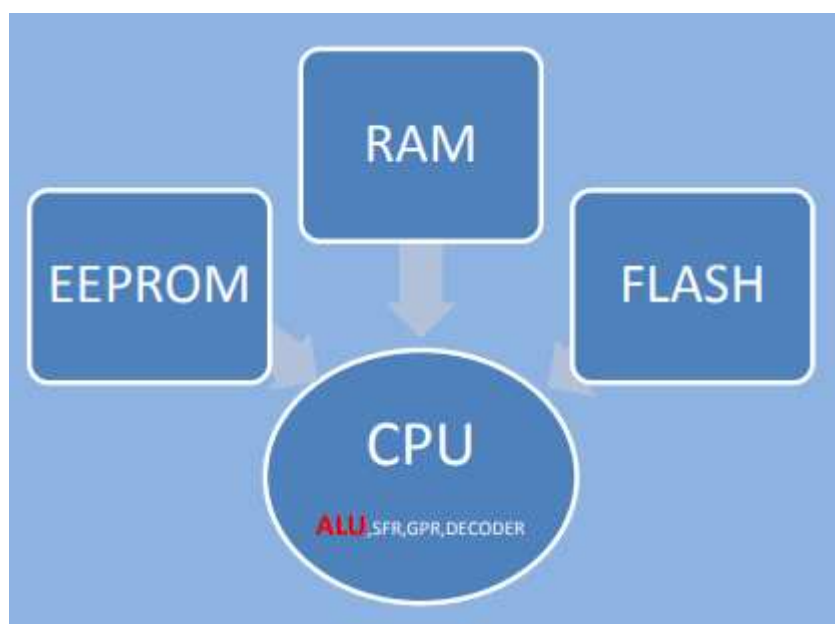 RAM
EEPROM
FLASH
CPU
ALU,SFR,GPR,DECODER